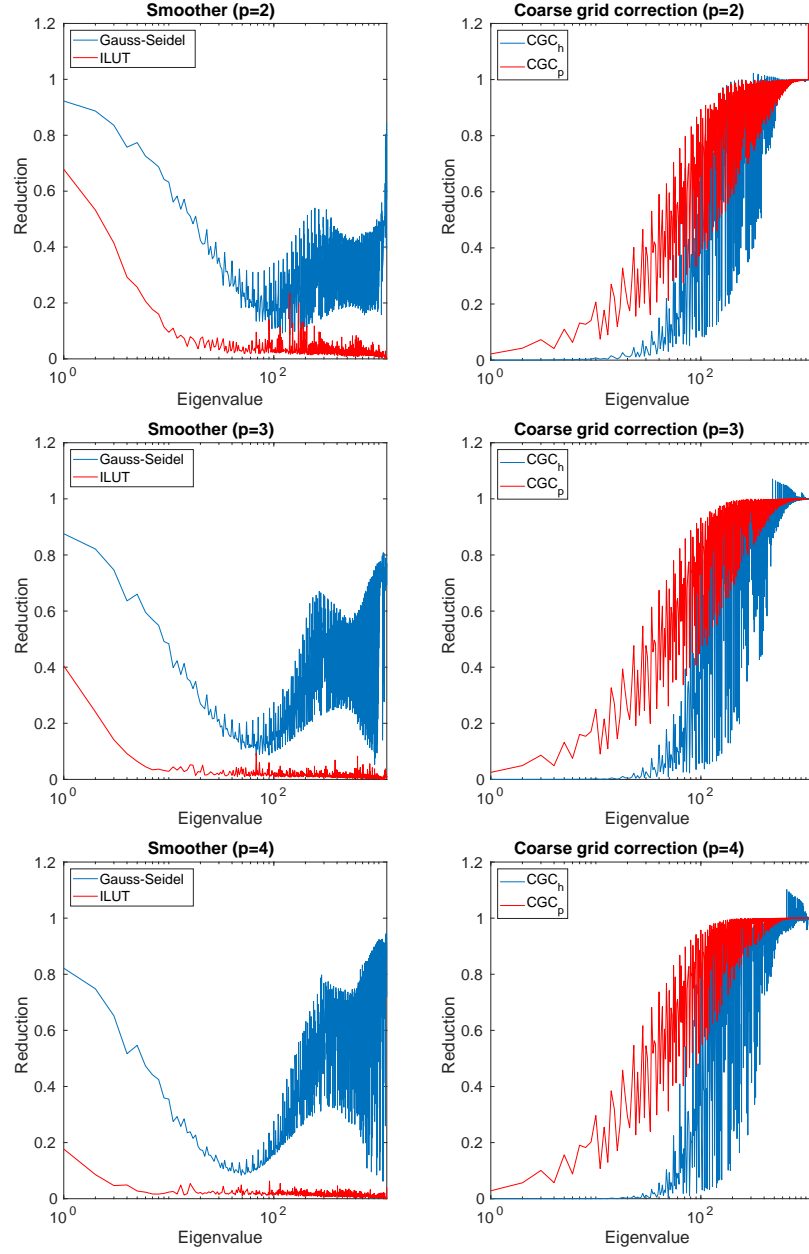 Smoother (p=2)
Gauss-Seidel
ILUT
Reduction
1.2
1
0.8
0.6
0.4
0.2
0
10^0
10^2
Eigenvalue
Coarse grid correction (p=2)
CGC_h
CGC_p
Reduction
1.2
1
0.8
0.6
0.4
0.2
0
10^0
10^2
Eigenvalue
Smoother (p=3)
Gauss-Seidel
ILUT
Reduction
1.2
1
0.8
0.6
0.4
0.2
0
10^0
10^2
Eigenvalue
Coarse grid correction (p=3)
CGC_h
CGC_p
Reduction
1.2
1
0.8
0.6
0.4
0.2
0
10^0
10^2
Eigenvalue
Smoother (p=4)
Gauss-Seidel
ILUT
Reduction
1.2
1
0.8
0.6
0.4
0.2
0
10^0
10^2
Eigenvalue
Coarse grid correction (p=4)
CGC_h
CGC_p
Reduction
1.2
1
0.8
0.6
0.4
0.2
0
10^0
10^2
Eigenvalue